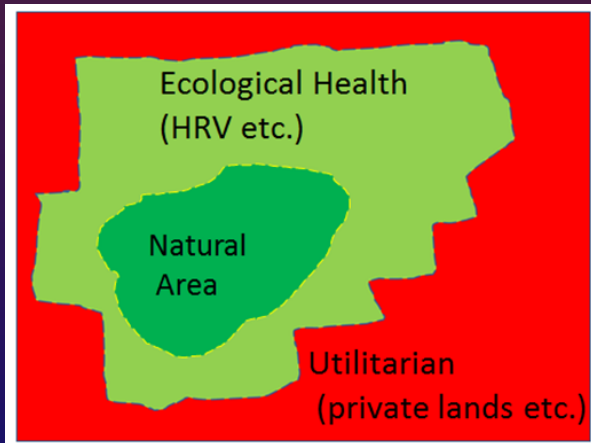 Ecological Health
(HRV etc.)
Natural
Area
Utilitarian
(private lands etc.)